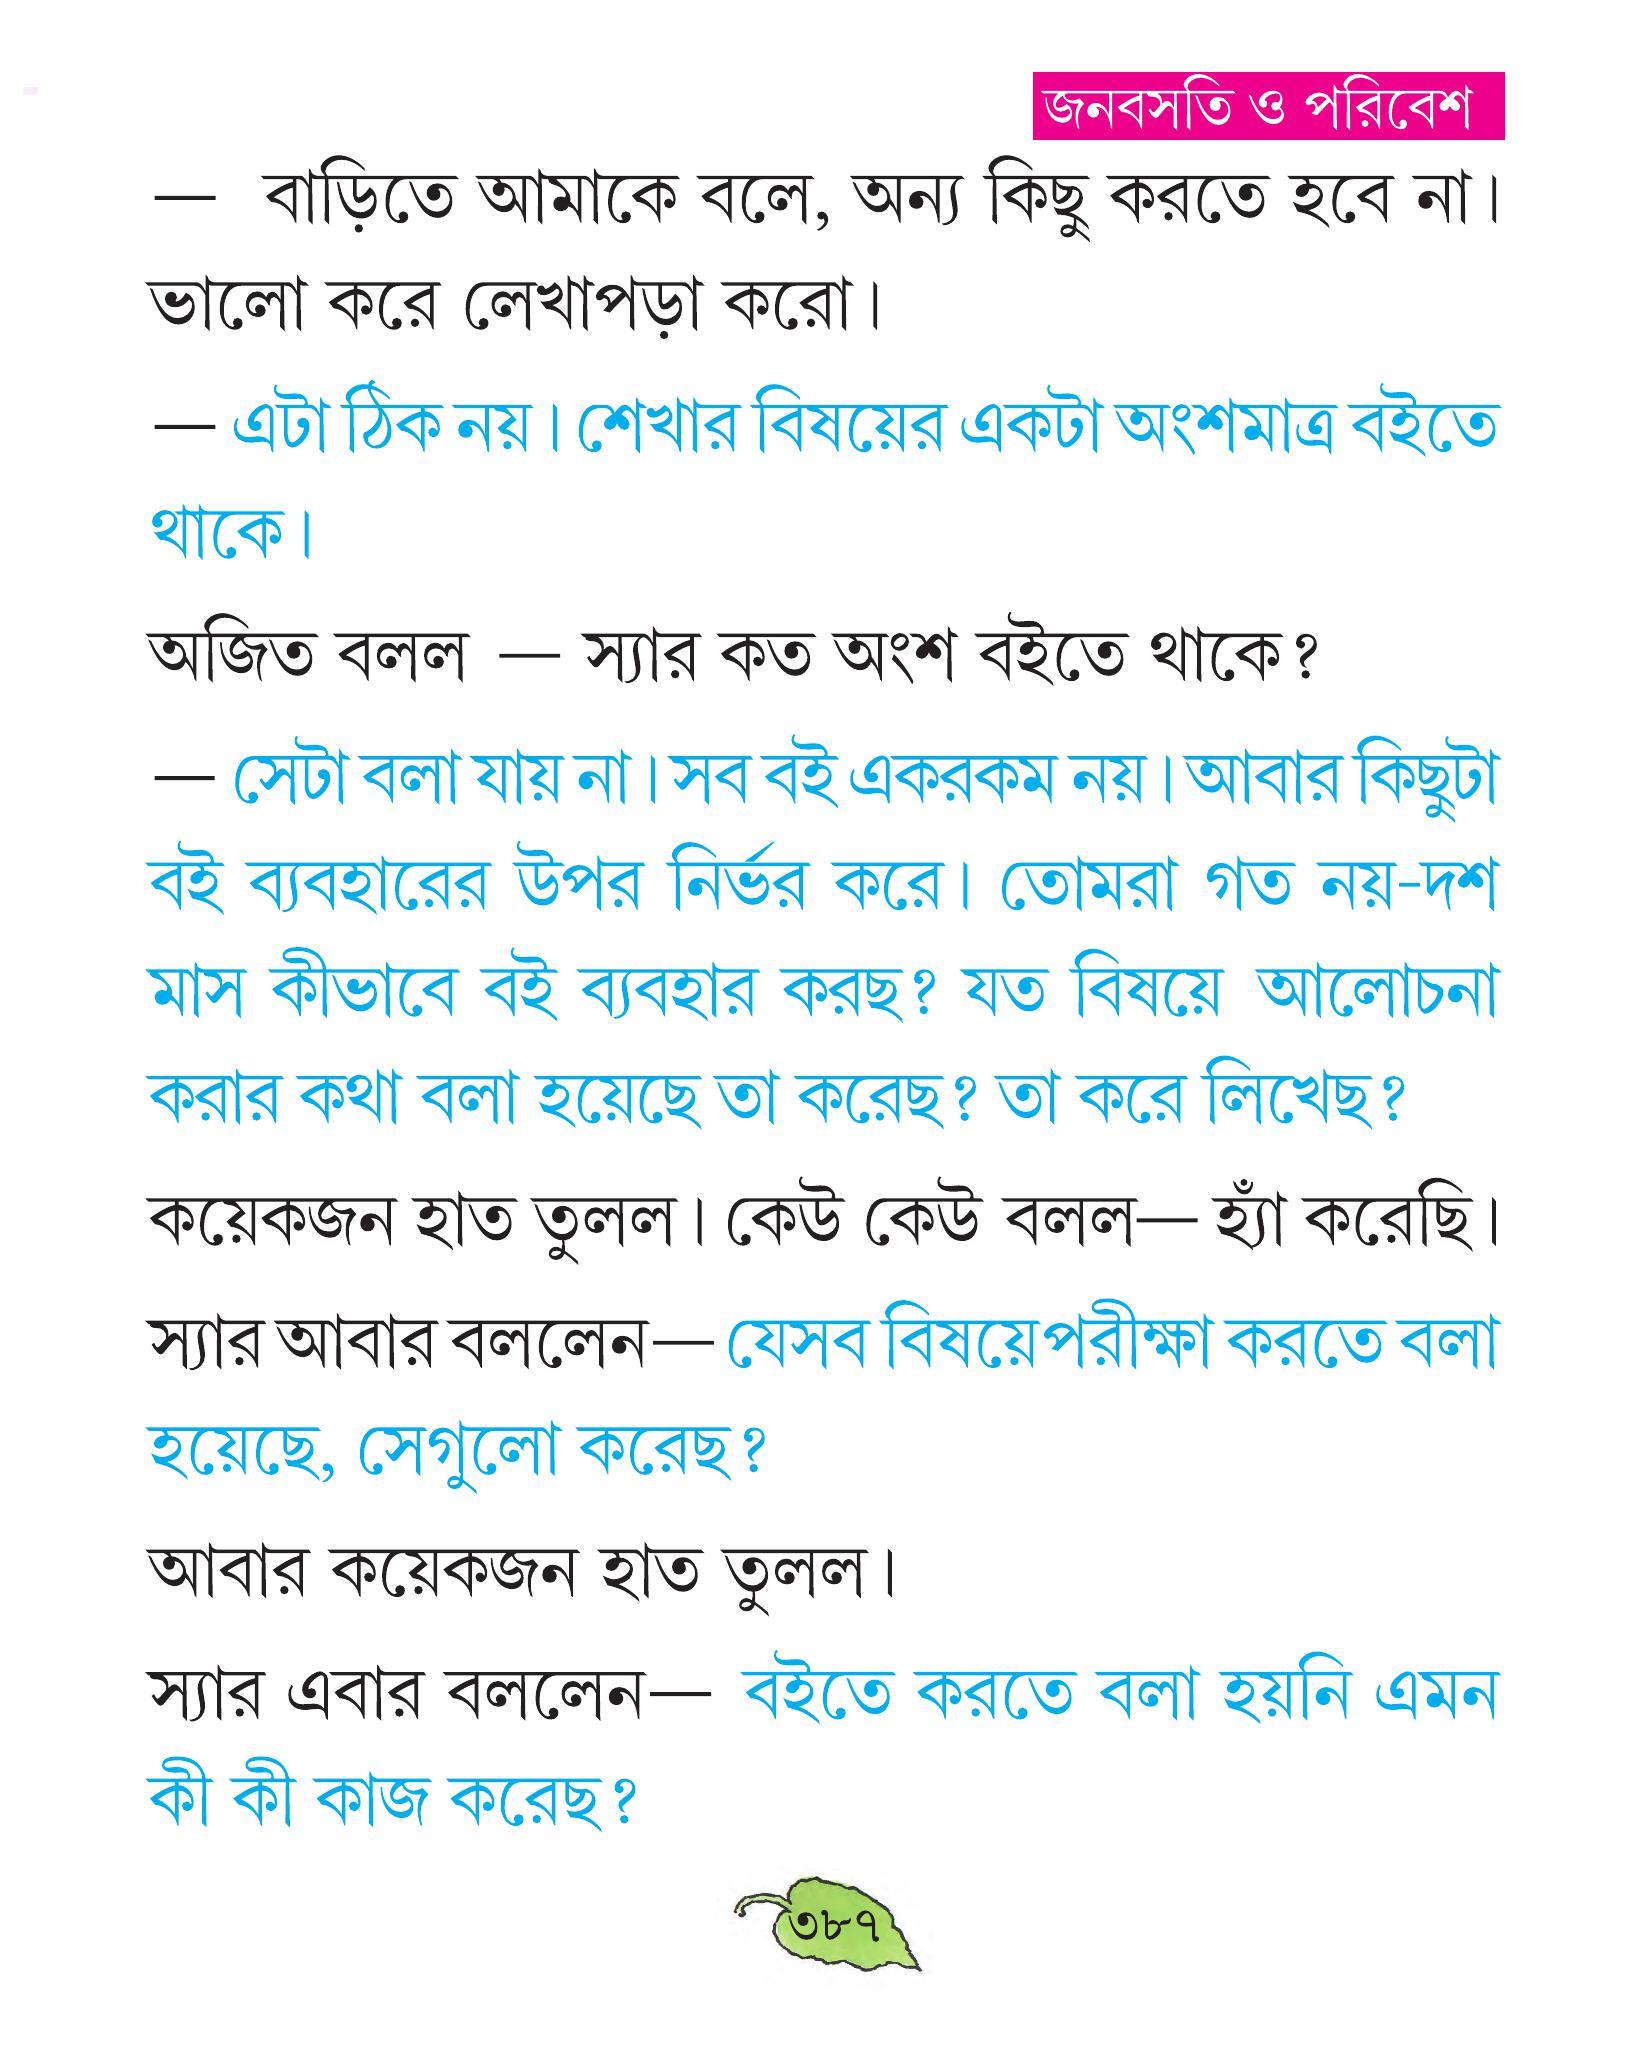 জনবসতি ও পরিবেশ
— বাড়িতে আমাকে বলে, অন্য কিছু করতে হবে না।
ভালো করে লেখাপড়া করো।
— এটা ঠিক নয়। শেখার বিষয়ের একটা অংশমাত্র বইতে
থাকে।
অজিত বলল — স্যার কত অংশ বইতে থাকে?
— সেটা বলা যায় না। সব বই একরকম নয়। আবার কিছুটা
বই ব্যবহারের উপর নির্ভর করে। তোমরা গত নয়-দশ
মাস কীভাবে বই ব্যবহার করছ? যত বিষয়ে আলোচনা
করার কথা বলা হয়েছে তা করেছ? তা করে লিখেছ?
কয়েকজন হাত তুলল। কেউ কেউ বলল— হ্যাঁ করেছি।
স্যার আবার বললেন— যেসব বিষয়ে পরীক্ষা করতে বলা
হয়েছে, সেগুলো করেছ?
আবার কয়েকজন হাত তুলল।
স্যার এবার বললেন— বইতে করতে বলা হয়নি এমন
কী কী কাজ করেছ?
৩৮৭